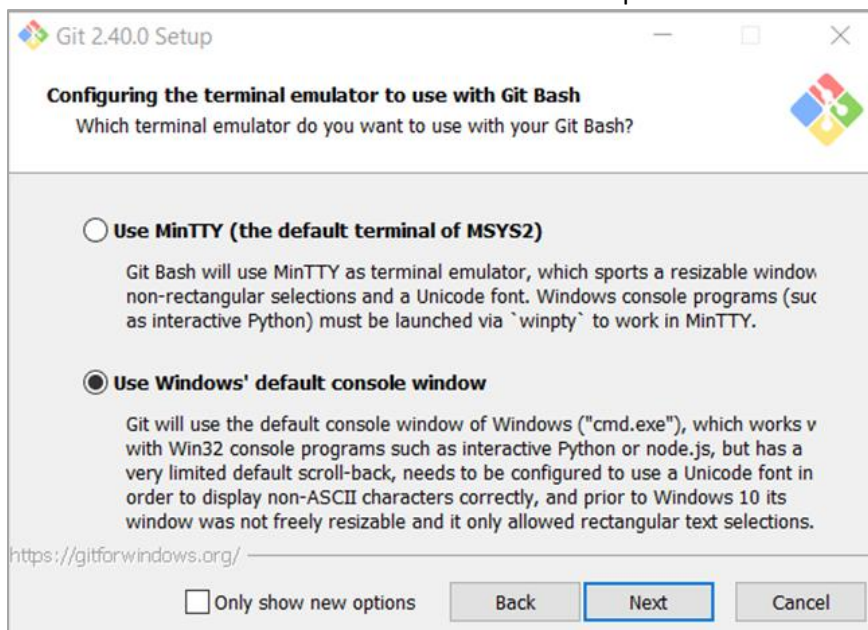 Git 2.40.0 Setup
Configuring the terminal emulator to use with Git Bash
Which terminal emulator do you want to use with your Git Bash?
Use MinTTY (the default terminal of MSYS2)
Git Bash will use MinTTY as terminal emulator, which sports a resizable window
non-rectangular selections and a Unicode font. Windows console programs (suc
as interactive Python) must be launched via `winpty` to work in MinTTY.
Use Windows' default console window
Git will use the default console window of Windows ("cmd.exe"), which works
with Win32 console programs such as interactive Python or node.js, but has a
very limited default scroll-back, needs to be configured to use a Unicode font in
order to display non-ASCII characters correctly, and prior to Windows 10 its
window was not freely resizable and it only allowed rectangular text selections.
https://gitforwindows.org/
Only show new options
Back
Next
Cancel